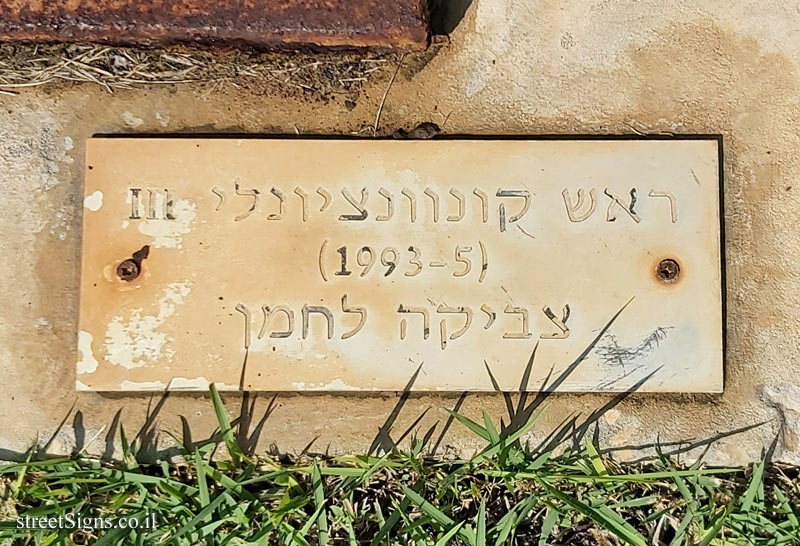 ראש קונוונציונלי III
(1993-5)
צביקה לחמן
streetSigns.co.il